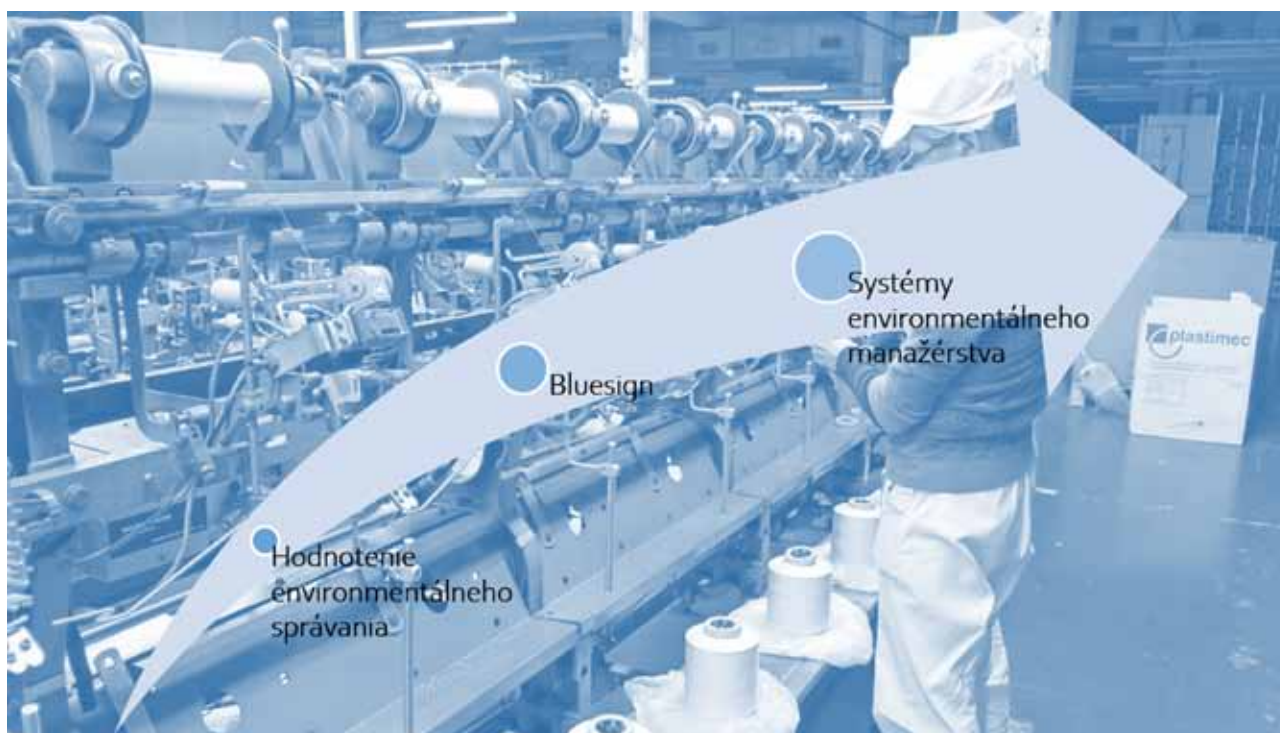 Systémy
environmentálneho
manažérstva
plastimec
Bluesign
Hodnotenie
environmentálneho
správania